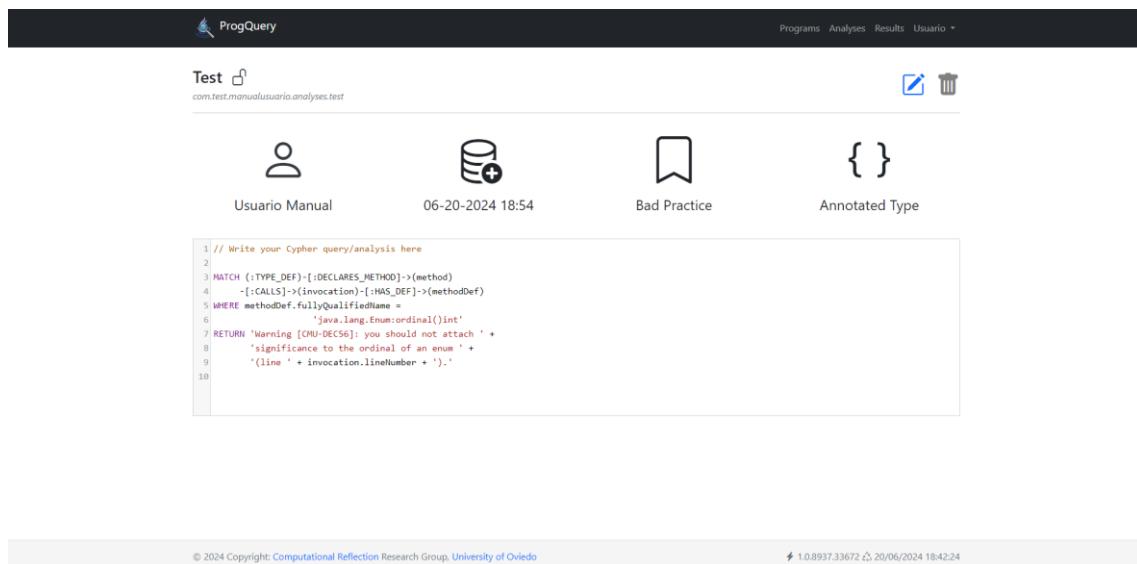 ProgQuery
Programs Analyses Results Usuario
Test
com.test.manualusuario.analyses.test
Usuario Manual
06-20-2024 18:54
Bad Practice
Annotated Type
1 // Write your Cypher query/analysis here
2
3 MATCH (:TYPE_DEF)-[:DECLARES_METHOD]->(method)
4 -[:CALLS]->(invocation)-[:HAS_DEF]->(methodDef)
5 WHERE methodDef.fullyQualifiedName =
6 'java.lang.Enum:ordinal()int'
7 RETURN 'Warning [CMU-DEC56]: you should not attach ' +
8 'significance to the ordinal of an enum ' +
9 '(line ' + invocation.lineNumber + ').'
10
© 2024 Copyright: Computational Reflection Research Group, University of Oviedo
1.0.8937.33672 20/06/2024 18:42:24